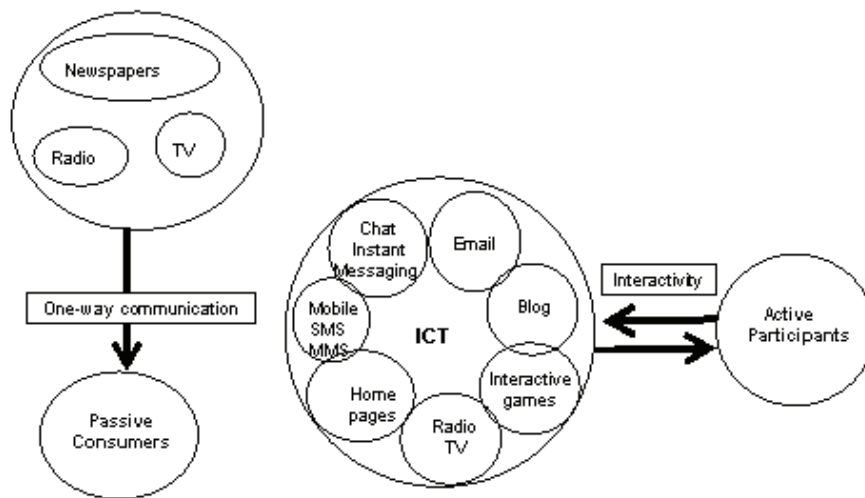 Newspapers
Radio
TV
One-way communication
Passive
Consumers
Chat
Instant
Messaging
Email
Mobile
SMS
MMS
Blog
ICT
Home
pages
Interactive
games
Radio
TV
Interactivity
Active
Participants